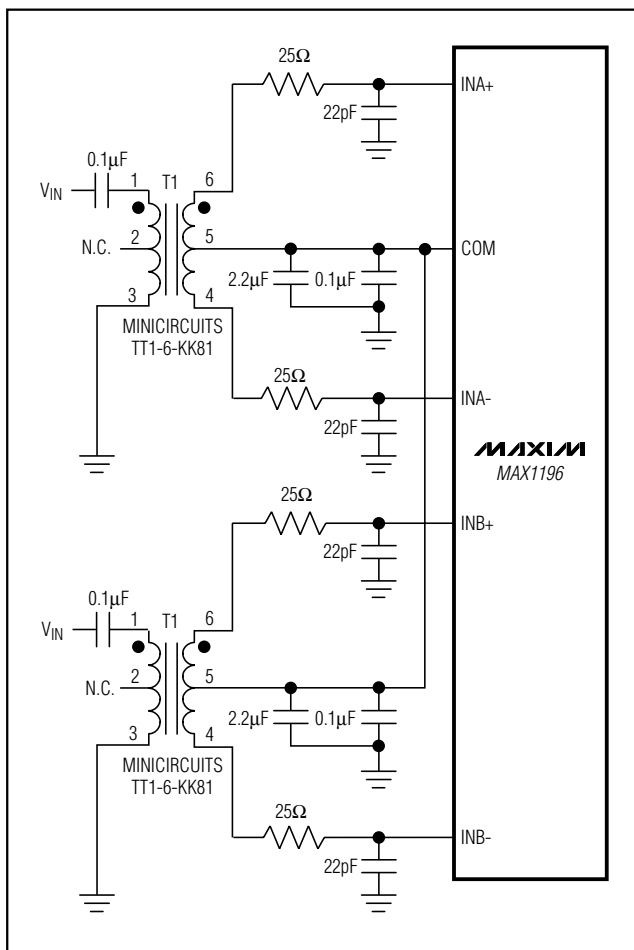 25Ω
INA+
22pF
0.1µF
VIN
1
T1
6
N.C.
2
5
COM
2.2µF
0.1µF
3
4
MINICIRCUITS
TT1-6-KK81
25Ω
INA-
22pF
MAXIM
MAX1196
25Ω
INB+
22pF
0.1µF
VIN
1
T1
6
N.C.
2
5
2.2µF
0.1µF
3
4
MINICIRCUITS
TT1-6-KK81
25Ω
INB-
22pF